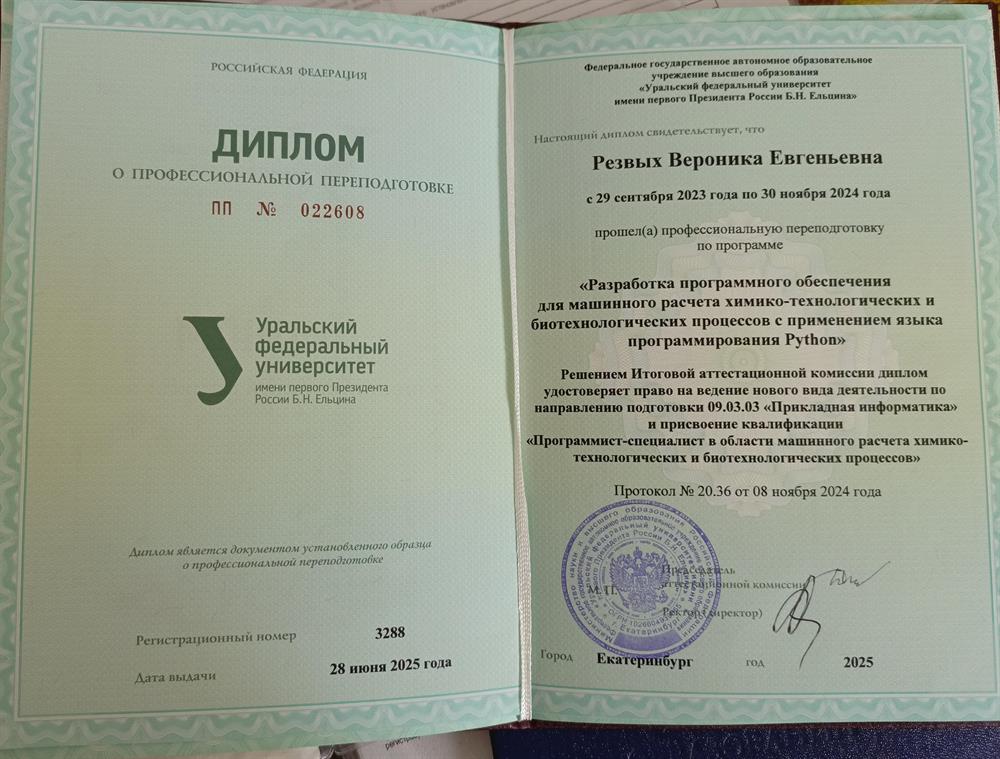 РОССИЙСКАЯ ФЕДЕРАЦИЯ
ДИПЛОМ
О ПРОФЕССИОНАЛЬНОЙ ПЕРЕПОДГОТОВКЕ
ПП № 022608
Уральский
федеральный
университет
имени первого Президента
России Б.Н. Ельцина
Диплом является документом установленного образца
о профессиональной переподготовке
Регистрационный номер 3288
Дата выдачи 28 июня 2025 года
Федеральное государственное автономное образовательное
учреждение высшего образования
«Уральский федеральный университет
имени первого Президента России Б.Н. Ельцина»
Настоящий диплом свидетельствует, что
Резвых Вероника Евгеньевна
с 29 сентября 2023 года по 30 ноября 2024 года
прошел(а) профессиональную переподготовку
по программе
«Разработка программного обеспечения
для машинного расчета химико-технологических и
биотехнологических процессов с применением языка
программирования Python»
Решением Итоговой аттестационной комиссии диплом
удостоверяет право на ведение нового вида деятельности по
направлению подготовки 09.03.03 «Прикладная информатика»
и присвоение квалификации
«Программист-специалист в области машинного расчета химико-
технологических и биотехнологических процессов»
Протокол № 20.36 от 08 ноября 2024 года
Председатель
аттестационной комиссии
М.П.
Ректор (директор)
г. Екатеринбург
Город Екатеринбург год 2025